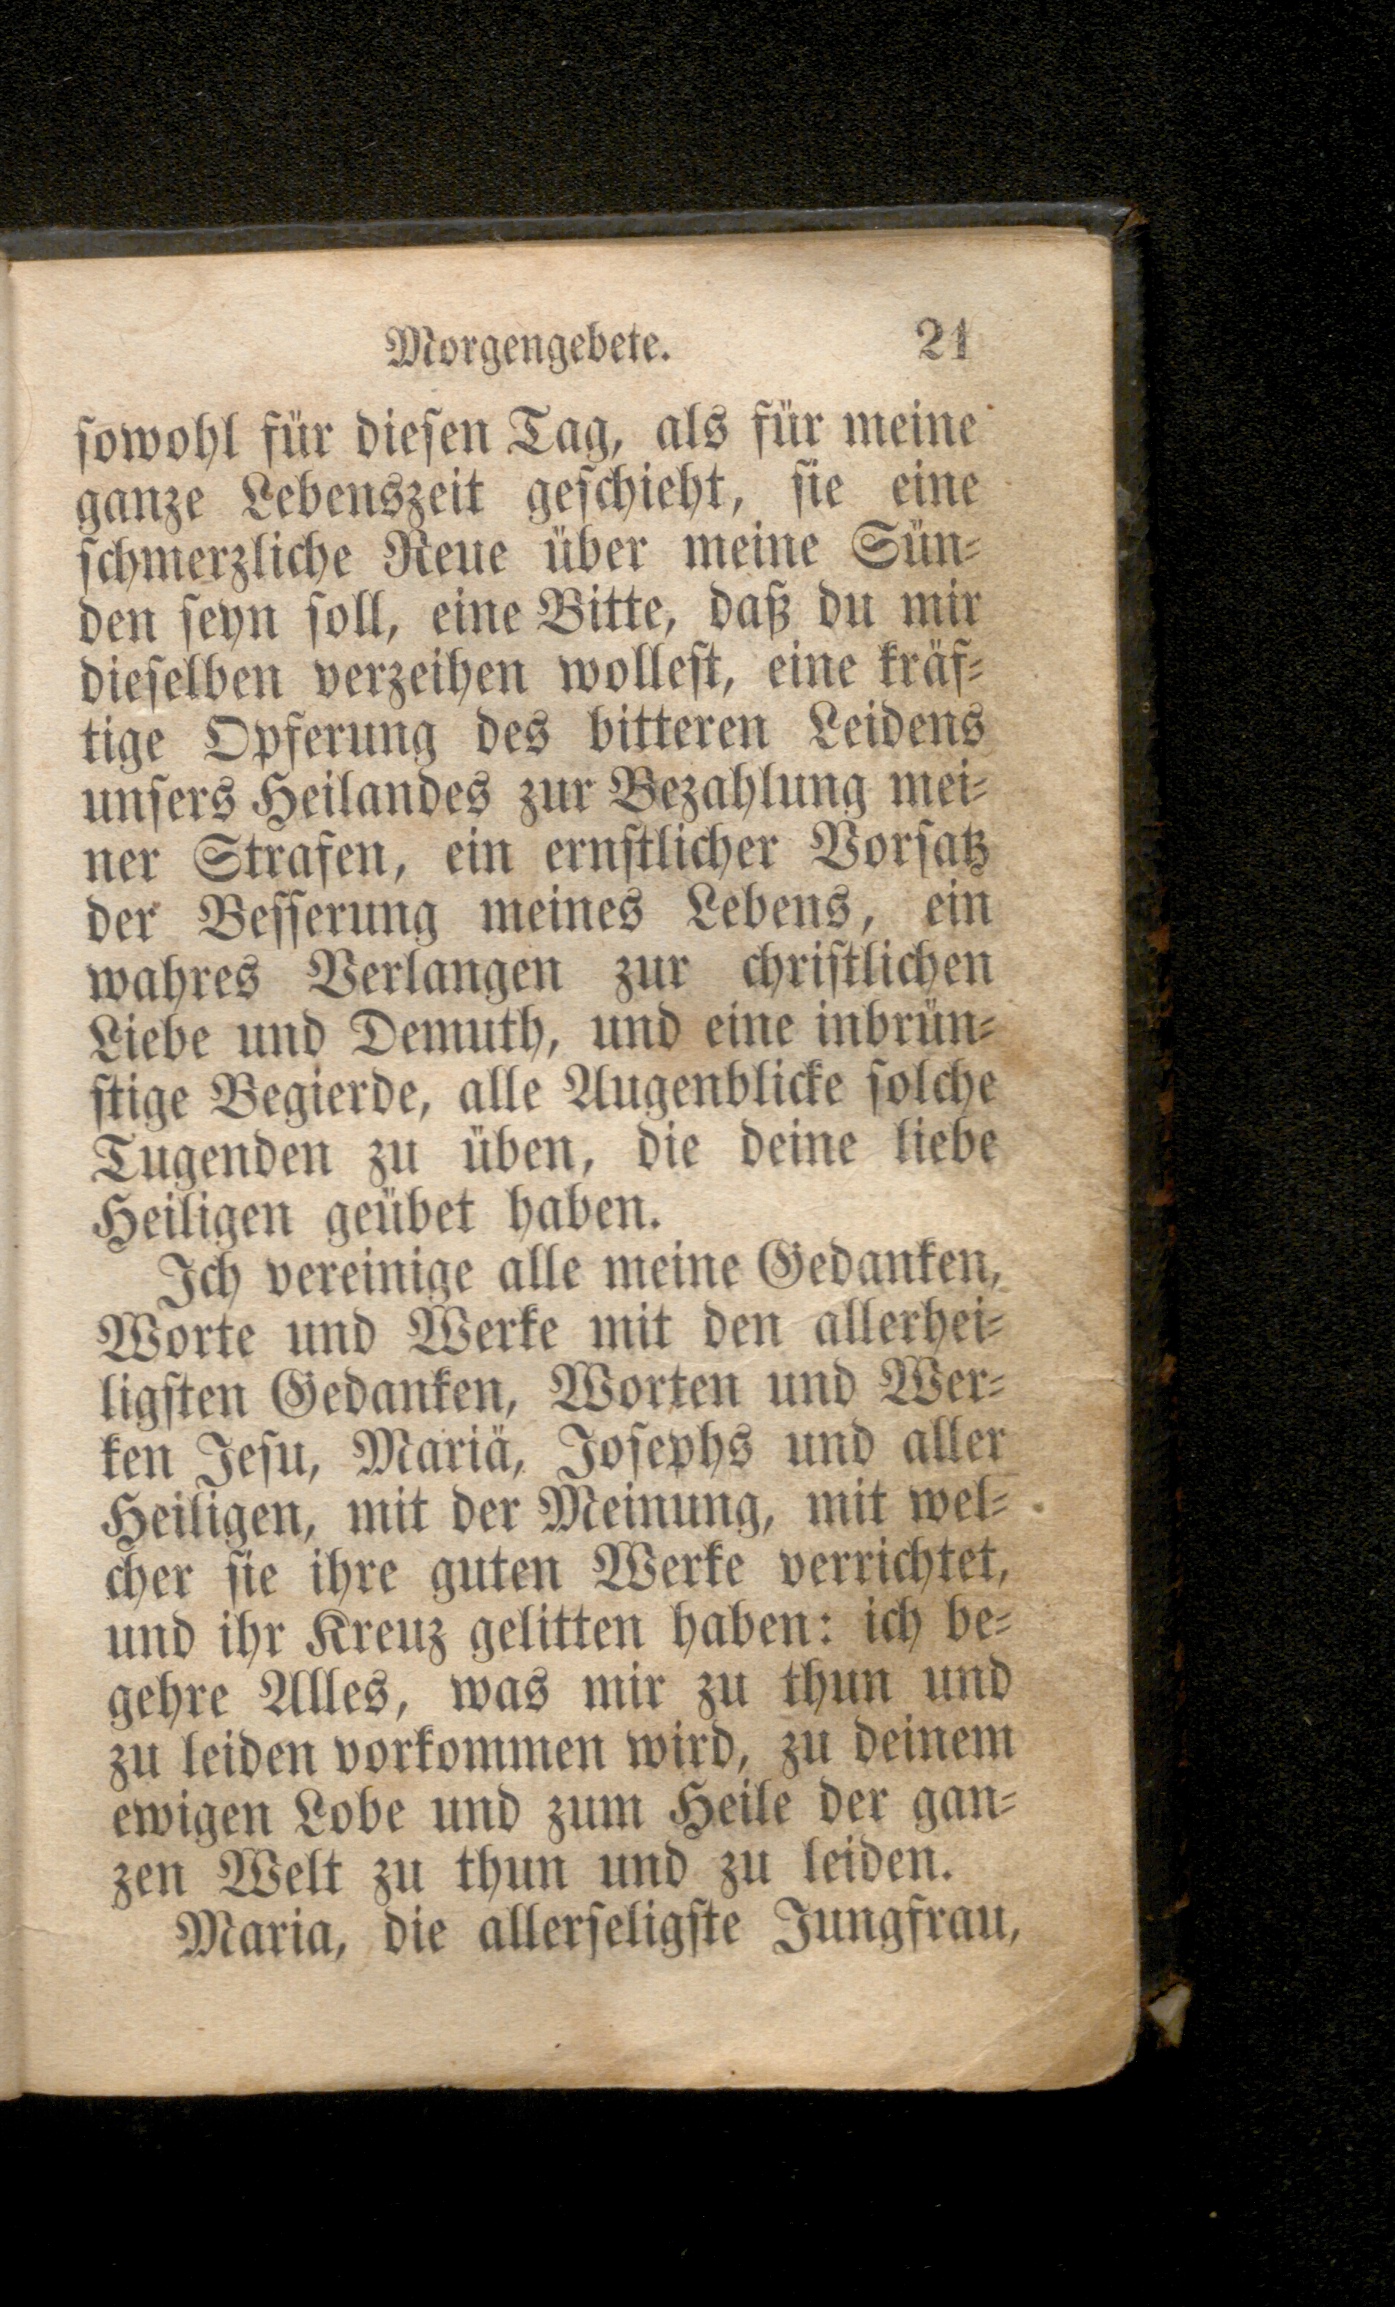 Morgengebete. 21
ſowohl für dieſen Tag, als für meine
ganze Lebenszeit geſchieht, ſie eine
ſchmerzliche Reue über meine Sün⸗
den ſeyn ſoll, eine Bitte, daß du mir
dieſelben verzeihen wolleſt, eine kräf⸗
tige Opferung des bitteren Leidens
unſers Heilandes zur Bezahlung mei⸗
ner Strafen, ein ernſtlicher Vorſatz
der Beſſerung meines Lebens, ein
wahres Verlangen zur chriſtlichen
Liebe und Demuth, und eine inbrün⸗
ſtige Begierde, alle Augenblicke ſolche
Tugenden zu üben, die deine liebe
Heiligen geübet haben.
Ich vereinige alle meine Gedanken,
Worte und Werke mit den allerhei⸗
ligſten Gedanken, Worten und Wer⸗
ken Jeſu, Mariä, Joſephs und aller
Heiligen, mit der Meinung, mit wel⸗
cher ſie ihre guten Werke verrichtet,
und ihr Kreuz gelitten haben: ich be⸗
gehre Alles, was mir zu thun und
zu leiden vorkommen wird, zu deinem
ewigen Lobe und zum Heile der gan⸗
zen Welt zu thun und zu leiden.
Maria, die allerſeligſte Jungfrau,